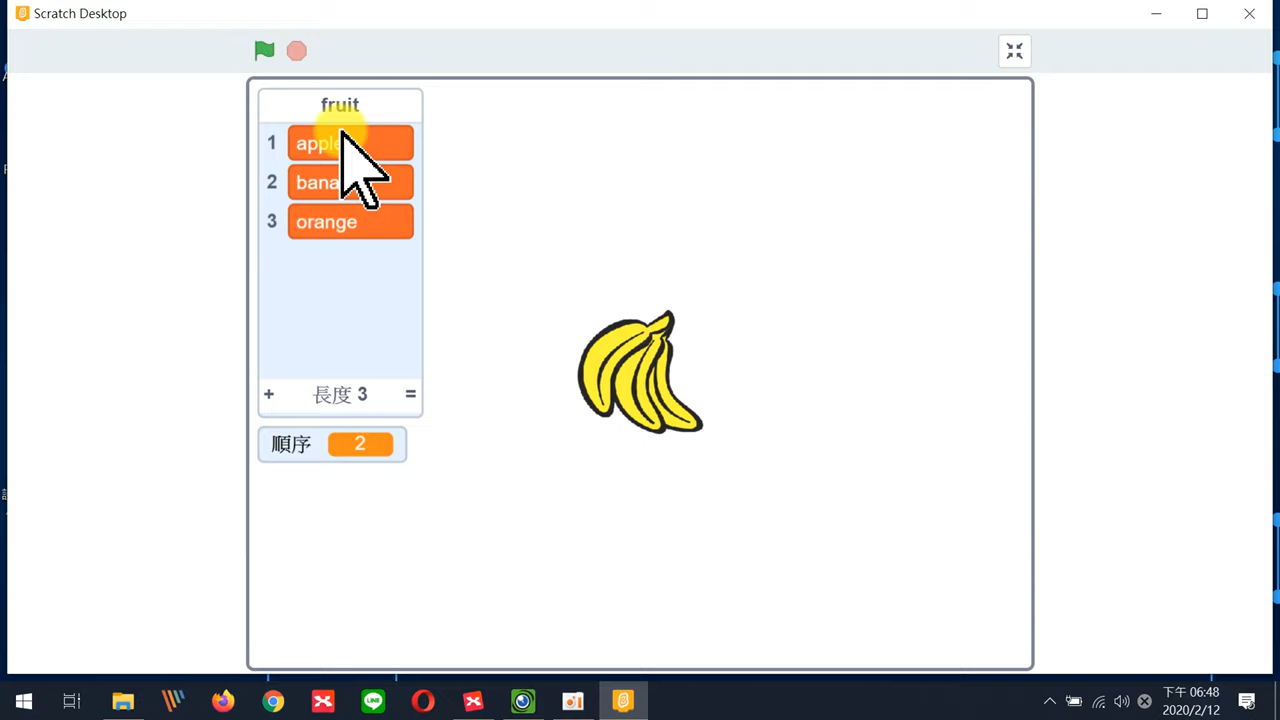 Scratch Desktop
fruit
1 apple
2
3 orange
+ 長度 3 =
順序 2
下午 06:48
2020/2/12